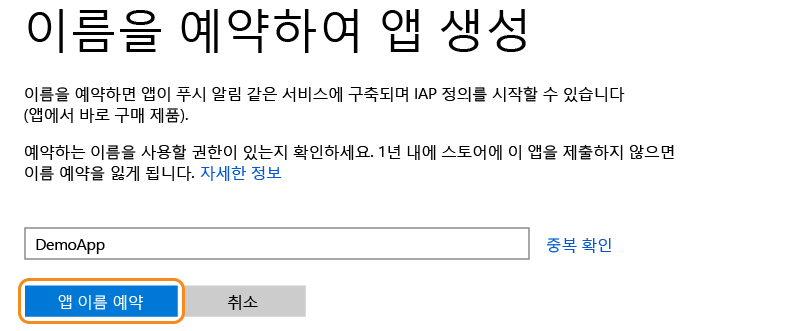 이름을 예약하여 앱 생성
이름을 예약하면 앱이 푸시 알림 같은 서비스에 구축되며 IAP 정의를 시작할 수 있습니다
(앱에서 바로 구매 제품).
예약하는 이름을 사용할 권한이 있는지 확인하세요. 1년 내에 스토어에 이 앱을 제출하지 않으면
이름 예약을 잃게 됩니다. 자세한 정보
DemoApp 중복 확인
앱 이름 예약 취소